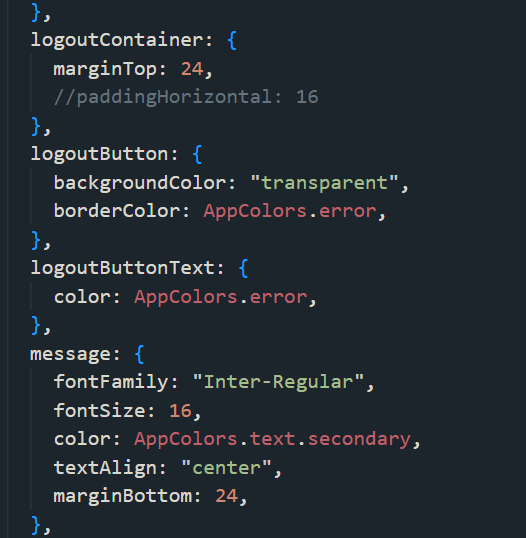 },
logoutContainer: {
marginTop: 24,
//paddingHorizontal: 16
},
logoutButton: {
backgroundColor: "transparent",
borderColor: AppColors.error,
},
logoutButtonText: {
color: AppColors.error,
},
message: {
fontFamily: "Inter-Regular",
fontSize: 16,
color: AppColors.text.secondary,
textAlign: "center",
marginBottom: 24,
},